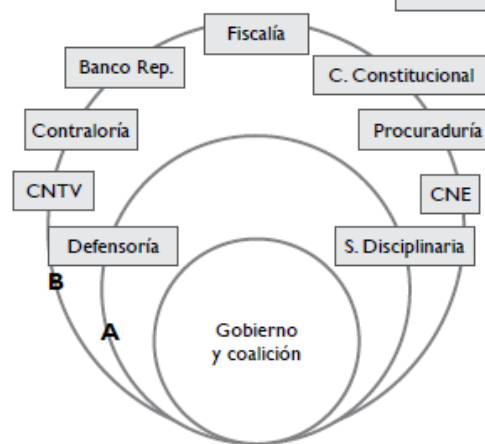 Fiscalía
Banco Rep.
C. Constitucional
Contraloría
Procuraduría
CNTV
CNE
Defensoría
S. Disciplinaria
B
A
Gobierno
y coalición